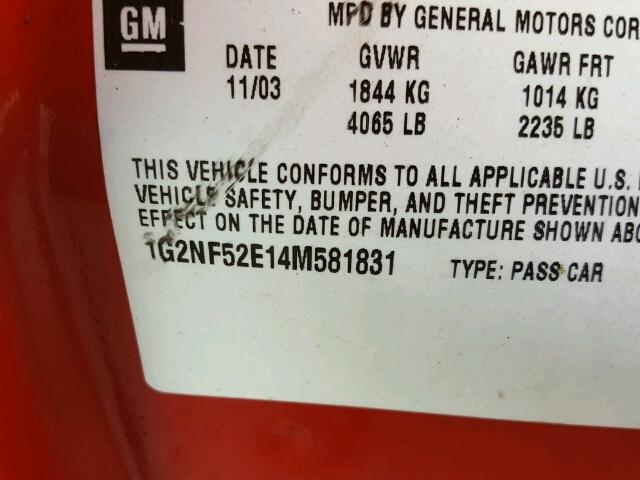 GM
MFD BY GENERAL MOTORS COR
DATE GVWR GAWR FRT
11/03 1844 KG 1014 KG
4065 LB 2235 LB
THIS VEHICLE CONFORMS TO ALL APPLICABLE U.S.
VEHICLE SAFETY, BUMPER, AND THEFT PREVENTION
EFFECT ON THE DATE OF MANUFACTURE SHOWN ABO
1G2NF52E14M581831 TYPE: PASS CAR